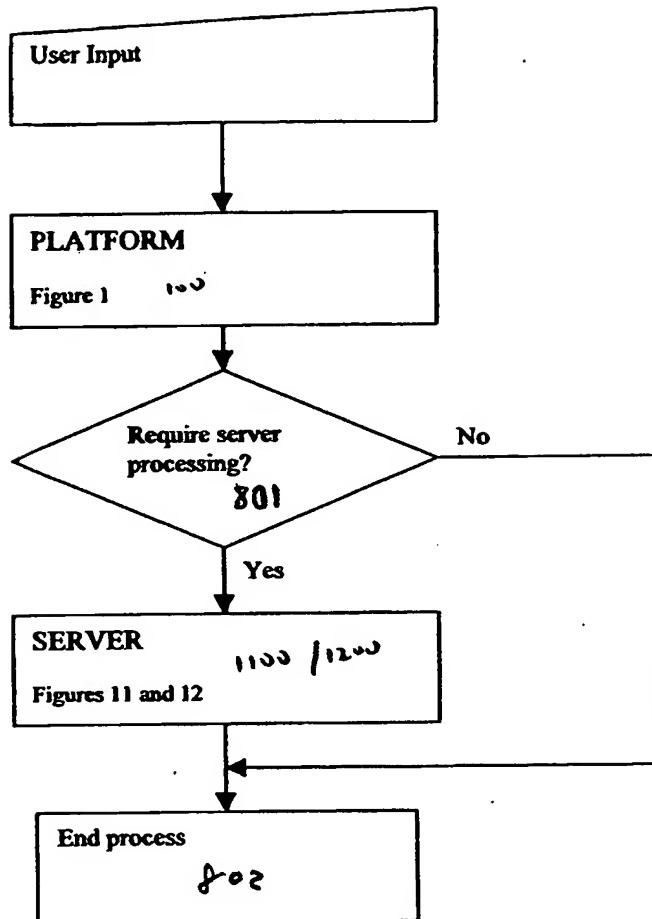 User Input
PLATFORM
Figure 1 100
Require server
processing?
801
No
Yes
SERVER
1100 / 1200
Figures 11 and 12
End process
802